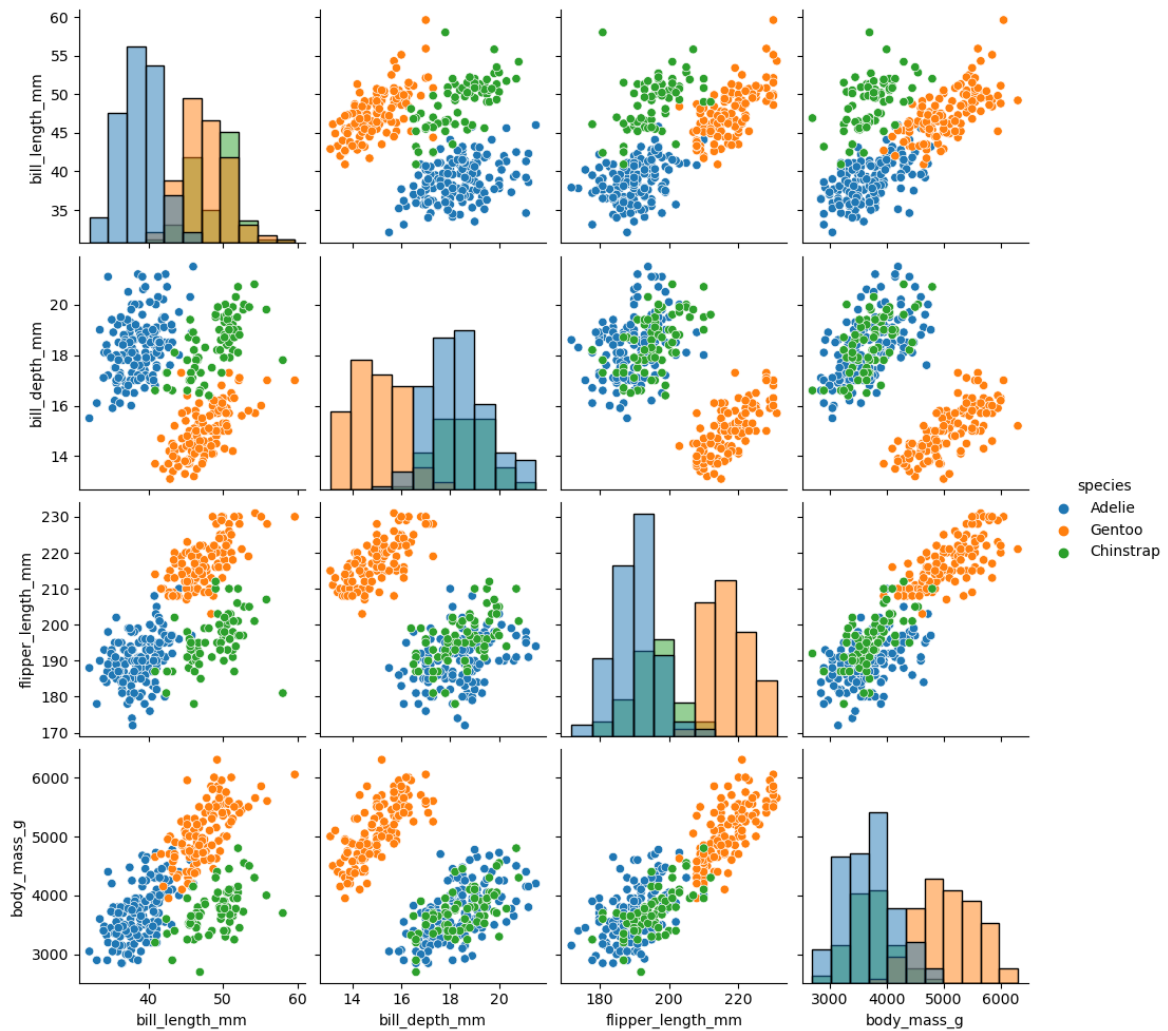 60
55
50
45
40
35
bill_length_mm
20
18
16
14
bill_depth_mm
species
Adelie
Gentoo
Chinstrap
230
220
210
200
190
180
170
flipper_length_mm
6000
5000
4000
3000
body_mass_g
40 50 60
14 16 18 20
180 200 220
3000 4000 5000 6000
bill_length_mm
bill_depth_mm
flipper_length_mm
body_mass_g